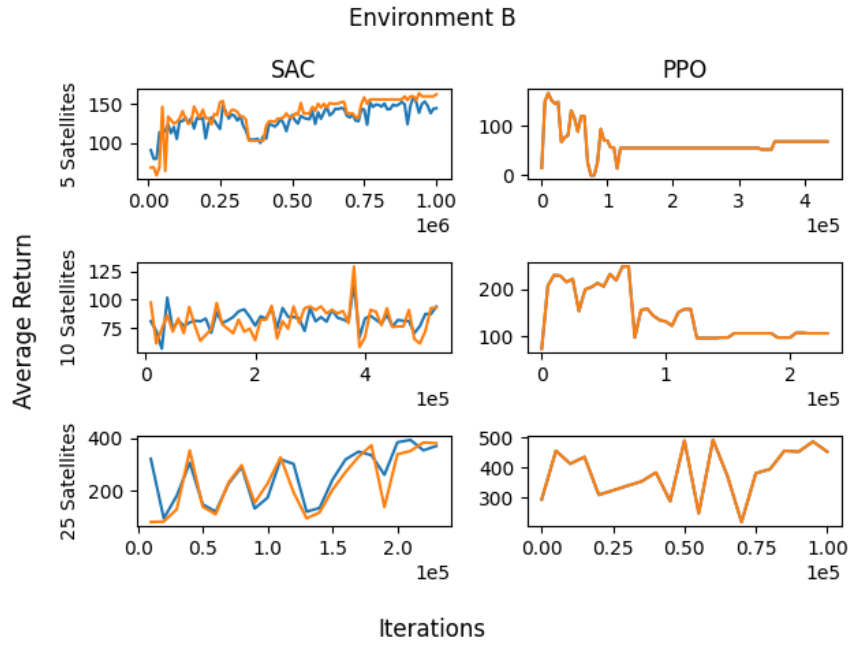 Environment B
SAC
PPO
5 Satellites
150
100
0.00 0.25 0.50 0.75 1.00
1e6
100
0
0 1 2 3 4
1e5
Average Return
10 Satellites
125
100
75
0 2 4
1e5
200
100
0 1 2
1e5
25 Satellites
400
200
0.0 0.5 1.0 1.5 2.0
1e5
500
400
300
0.00 0.25 0.50 0.75 1.00
1e5
Iterations